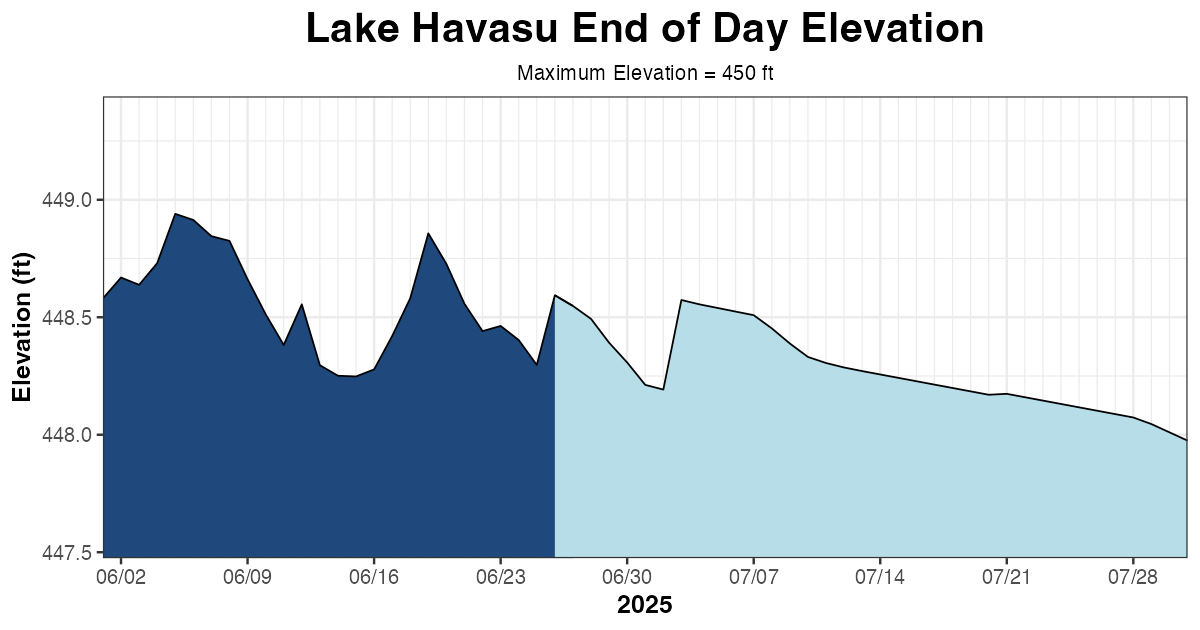 Lake Havasu End of Day Elevation
Maximum Elevation = 450 ft
Elevation (ft)
449.0
448.5
448.0
447.5
06/02 06/09 06/16 06/23 06/30 07/07 07/14 07/21 07/28
2025